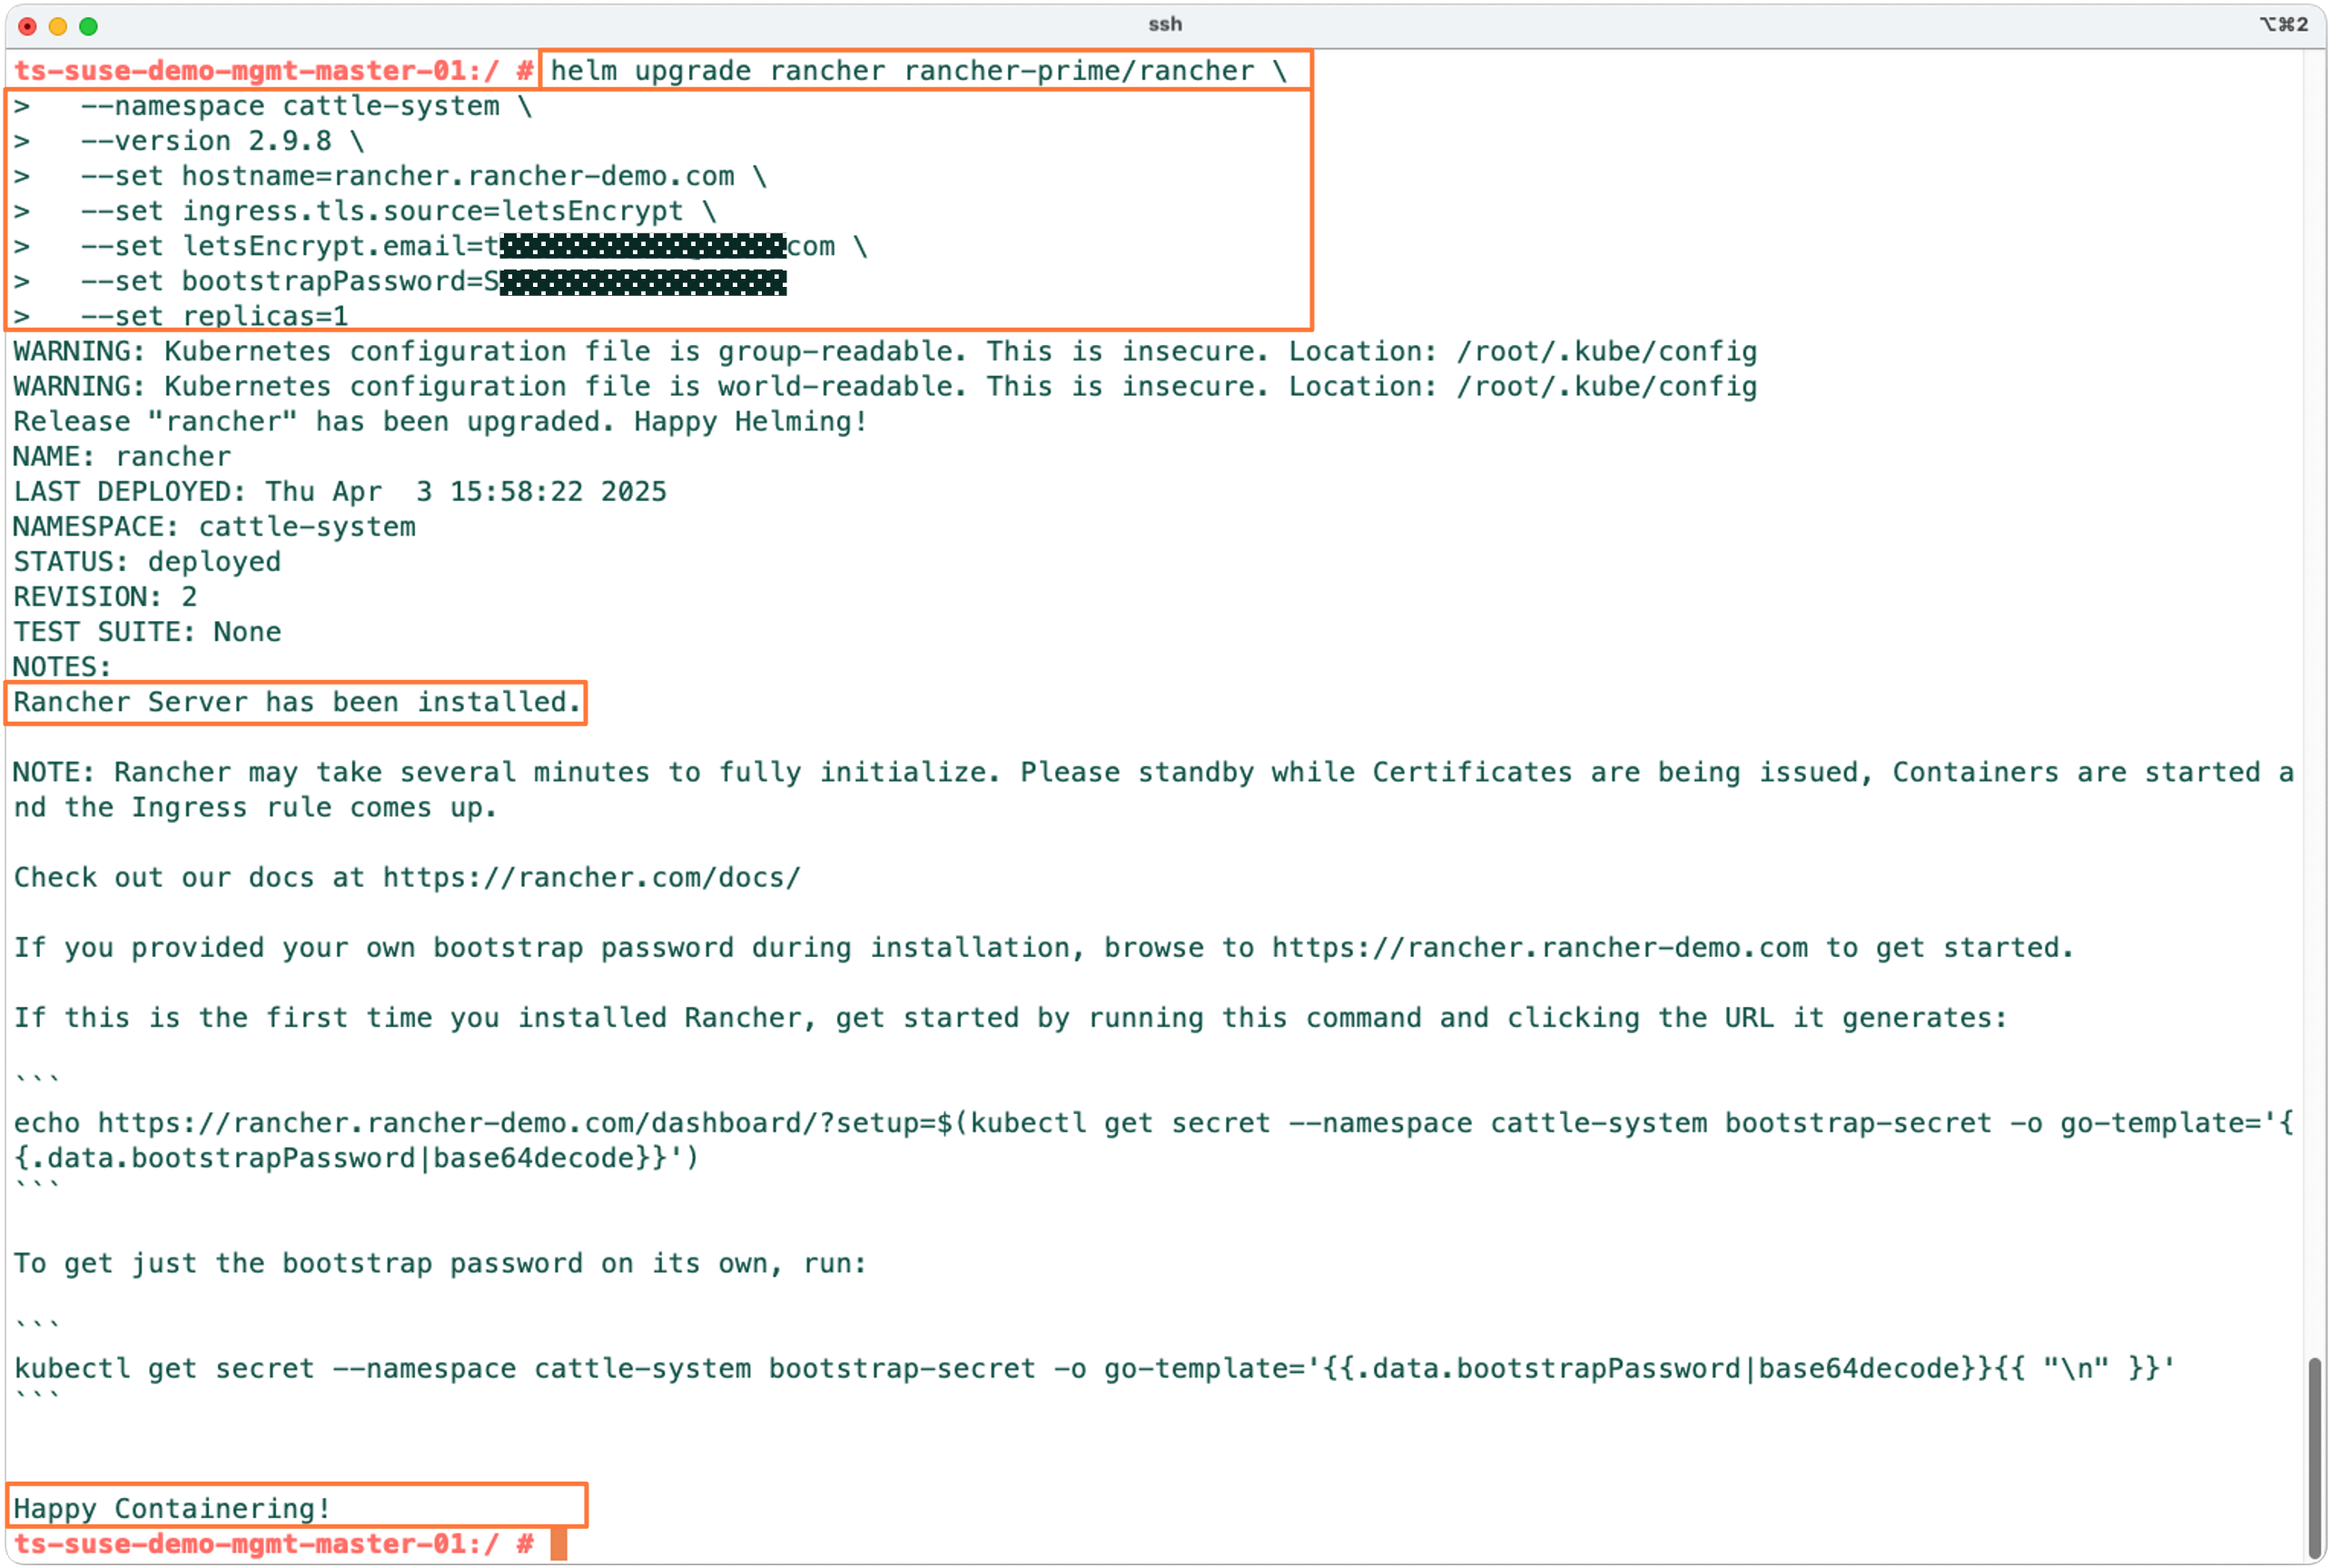 ssh
⌥⌘2
ts-suse-demo-mgmt-master-01:/ # helm upgrade rancher rancher-prime/rancher \
>   --namespace cattle-system \
>   --version 2.9.8 \
>   --set hostname=rancher.rancher-demo.com \
>   --set ingress.tls.source=letsEncrypt \
>   --set letsEncrypt.email=t com \
>   --set bootstrapPassword=S
>   --set replicas=1
WARNING: Kubernetes configuration file is group-readable. This is insecure. Location: /root/.kube/config
WARNING: Kubernetes configuration file is world-readable. This is insecure. Location: /root/.kube/config
Release "rancher" has been upgraded. Happy Helming!
NAME: rancher
LAST DEPLOYED: Thu Apr  3 15:58:22 2025
NAMESPACE: cattle-system
STATUS: deployed
REVISION: 2
TEST SUITE: None
NOTES:
Rancher Server has been installed.
NOTE: Rancher may take several minutes to fully initialize. Please standby while Certificates are being issued, Containers are started a
nd the Ingress rule comes up.
Check out our docs at https://rancher.com/docs/
If you provided your own bootstrap password during installation, browse to https://rancher.rancher-demo.com to get started.
If this is the first time you installed Rancher, get started by running this command and clicking the URL it generates:
```
echo https://rancher.rancher-demo.com/dashboard/?setup=$(kubectl get secret --namespace cattle-system bootstrap-secret -o go-template='{
{.data.bootstrapPassword|base64decode}}')
```
To get just the bootstrap password on its own, run:
```
kubectl get secret --namespace cattle-system bootstrap-secret -o go-template='{{.data.bootstrapPassword|base64decode}}{{ "\n" }}'
```
Happy Containering!
ts-suse-demo-mgmt-master-01:/ #